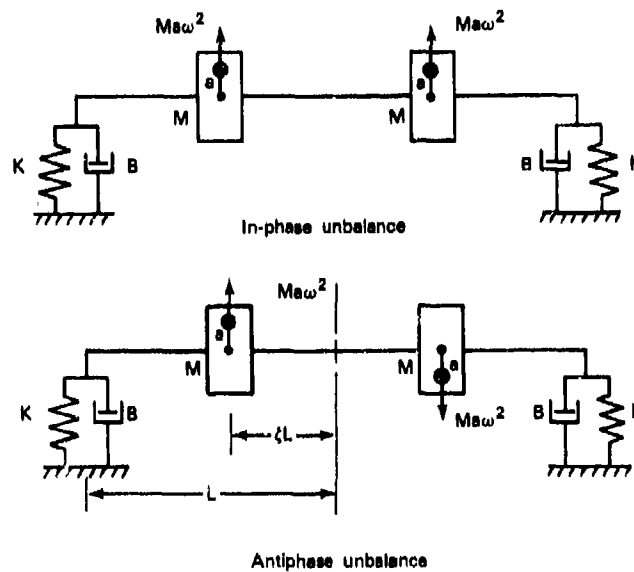 Maω² Maω²
a a
M M
K B B
In-phase unbalance
Maω²
a a
M M
K B B
Maω²
ζL
L
Antiphase unbalance